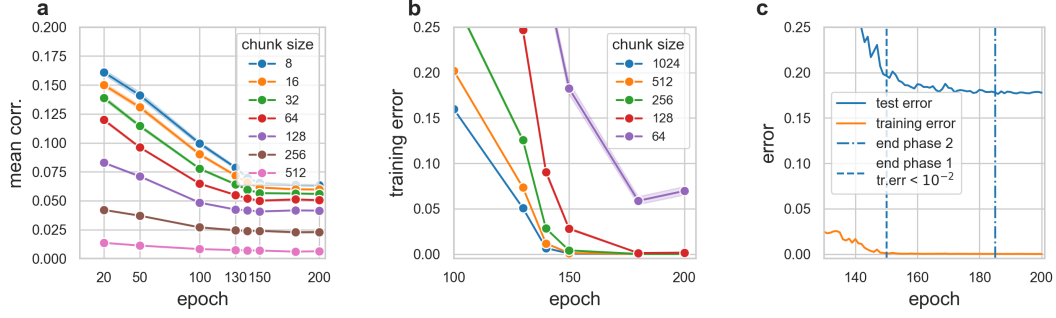 a
mean corr.
0.200
0.175
0.150
0.125
0.100
0.075
0.050
0.025
0.000
chunk size
8
16
32
64
128
256
512
20 50 100 130 140 150 200
epoch
b
training error
0.25
0.20
0.15
0.10
0.05
0.00
chunk size
1024
512
256
128
64
100 150 200
epoch
c
error
0.25
0.20
0.15
0.10
0.05
0.00
test error
training error
end phase 2
end phase 1
tr.err < 10⁻²
140 160 180 200
epoch